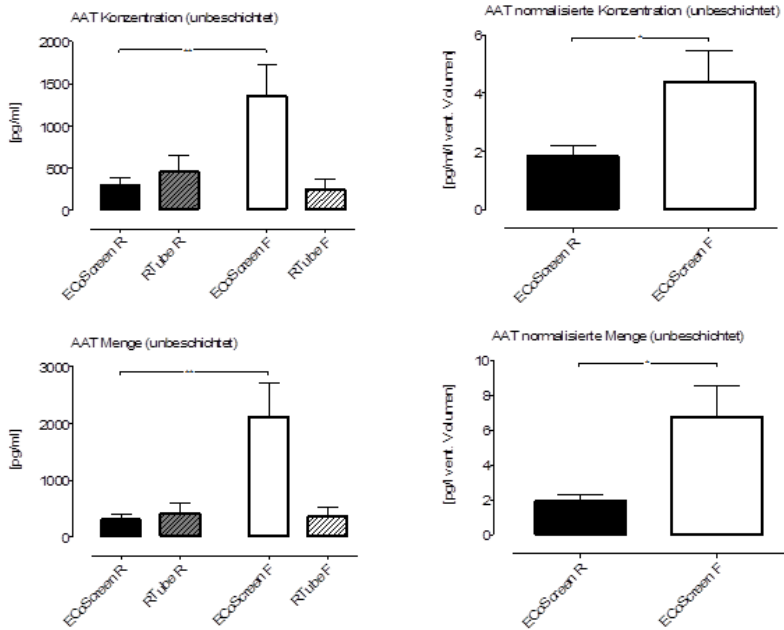 AAT Konzentration (unbeschichtet)
[pg/ml]
2000
1500
1000
500
0
**
ECoScreen R
RTube R
ECoScreen F
RTube F
AAT normalisierte Konzentration (unbeschichtet)
[pg/ml/l vent. Volumen]
6
4
2
0
*
ECoScreen R
ECoScreen F
AAT Menge (unbeschichtet)
[pg/ml]
3000
2000
1000
0
**
ECoScreen R
RTube R
ECoScreen F
RTube F
AAT normalisierte Menge (unbeschichtet)
[pg/l vent. Volumen]
10
8
6
4
2
0
*
ECoScreen R
ECoScreen F